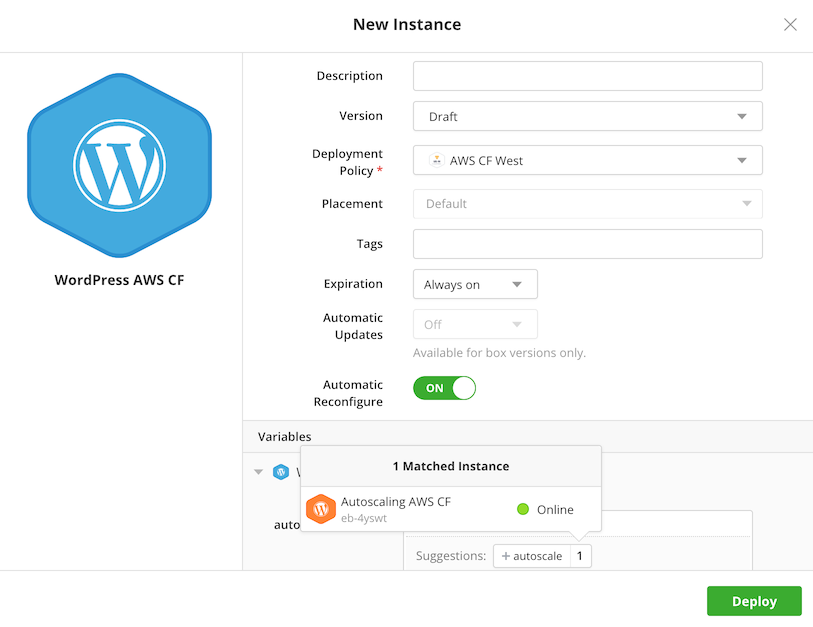 New Instance
WordPress AWS CF
Description
Version
Draft
Deployment
Policy *
AWS CF West
Placement
Default
Tags
Expiration
Always on
Automatic
Updates
Off
Available for box versions only.
Automatic
Reconfigure
ON
Variables
1 Matched Instance
Autoscaling AWS CF
eb-4yswt
Online
auto
Suggestions:
+ autoscale
1
Deploy